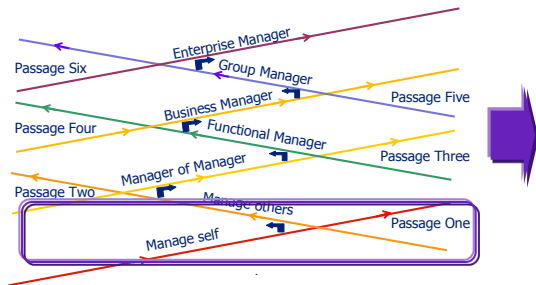 Enterprise Manager
Passage Six
Group Manager
Passage Five
Business Manager
Passage Four
Functional Manager
Passage Three
Manager of Manager
Passage Two
Manage others
Passage One
Manage self